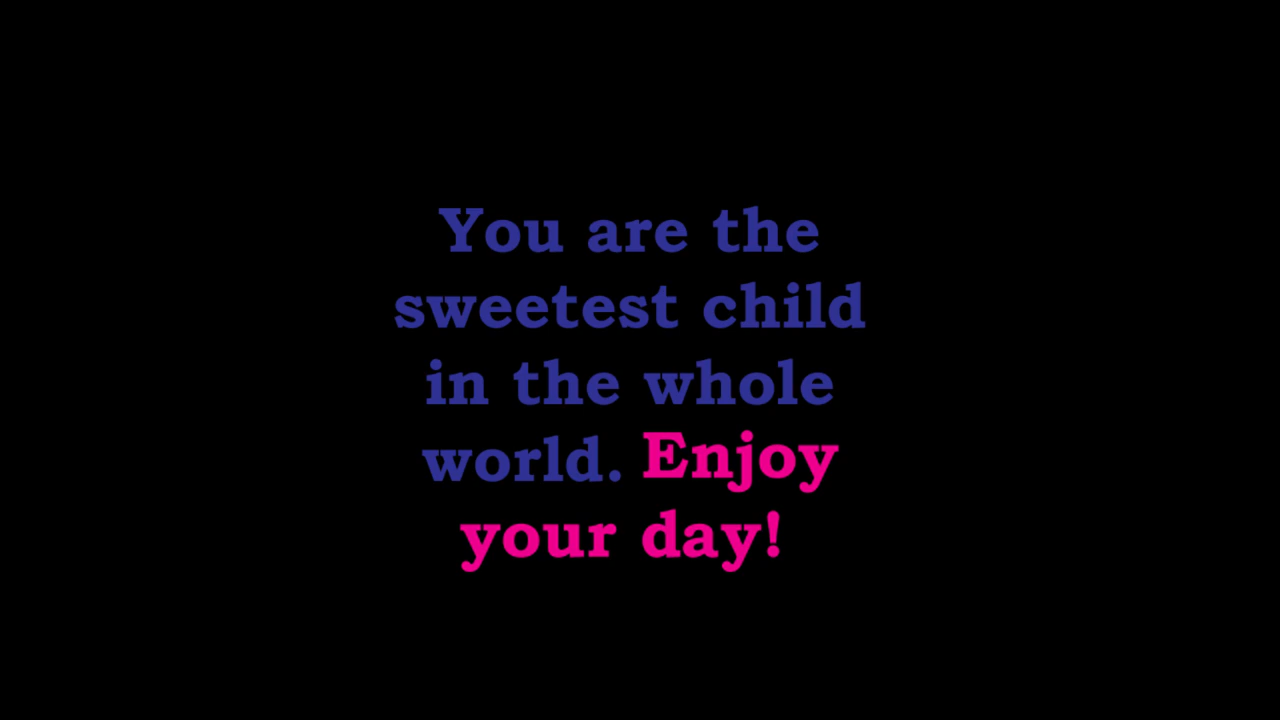 You are the
sweetest child
in the whole
world. Enjoy
your day!